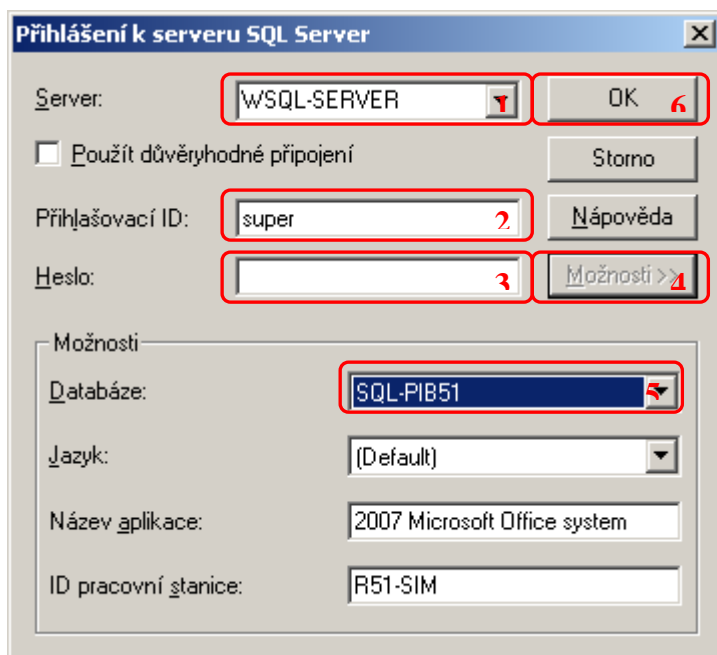 Přihlášení k serveru SQL Server
Server: WSQL-SERVER 1 OK 6
Použít důvěryhodné připojení Storno
Přihlašovací ID: super 2 Nápověda
Heslo: 3 Možnosti >> 4
Možnosti
Databáze: SQL-PIB51 5
Jazyk: (Default)
Název aplikace: 2007 Microsoft Office system
ID pracovní stanice: R51-SIM